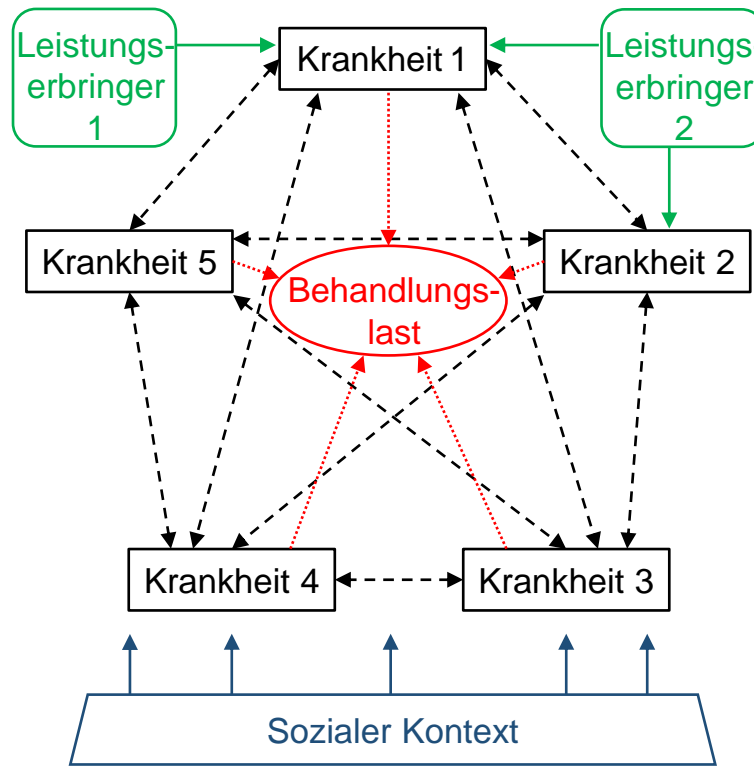 Leistungs-
erbringer
1
Krankheit 1
Leistungs
erbringer
2
Krankheit 5
Krankheit 2
Behandlungs-
last
Krankheit 4
Krankheit 3
Sozialer Kontext